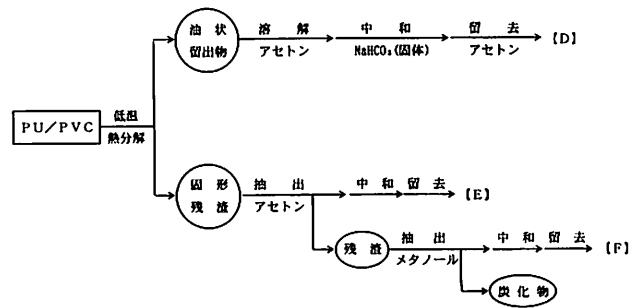 油状
留出物
溶解
アセトン
中和
NaHCO₃(固体)
留去
アセトン
【D】
PU/PVC
低温
熱分解
固形
残渣
抽出
アセトン
中和 留去
【E】
残渣
抽出
メタノール
中和 留去
【F】
炭化物